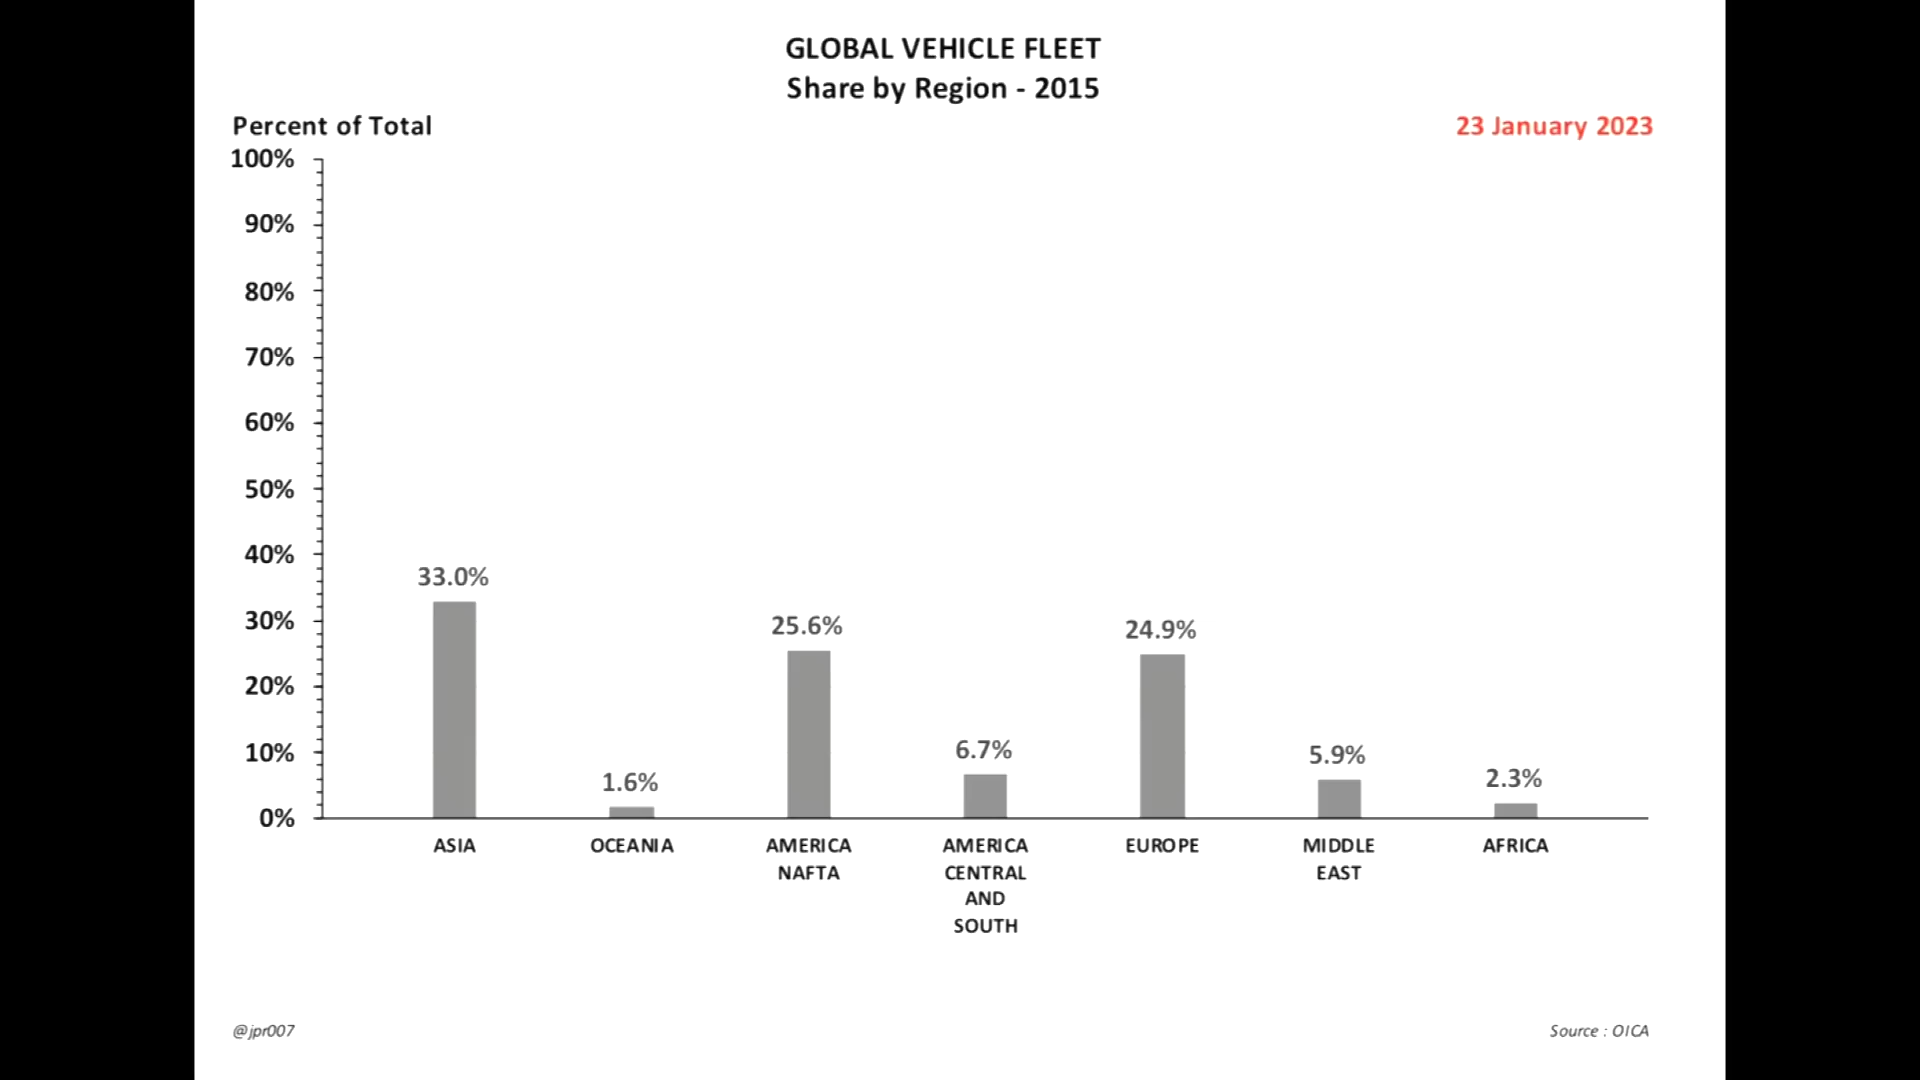 GLOBAL VEHICLE FLEET
Share by Region - 2015
Percent of Total
23 January 2023
100%
90%
80%
70%
60%
50%
40%
30%
20%
10%
0%
33.0%
1.6%
25.6%
6.7%
24.9%
5.9%
2.3%
ASIA
OCEANIA
AMERICA
NAFTA
AMERICA
CENTRAL
AND
SOUTH
EUROPE
MIDDLE
EAST
AFRICA
@jpr007
Source : OICA